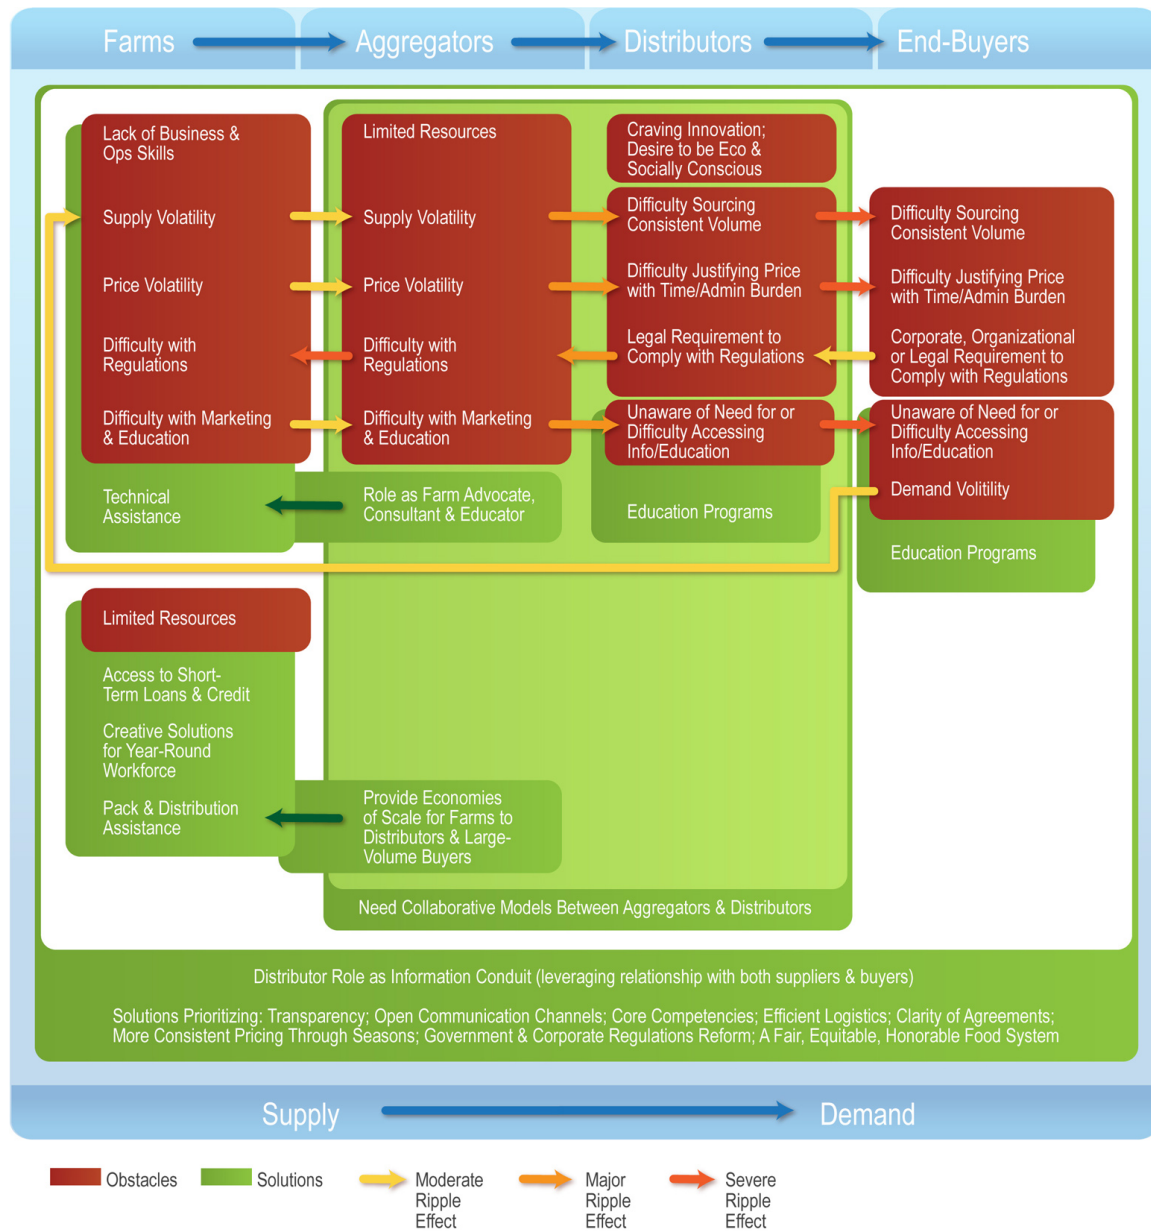 Farms
Aggregators
Distributors
End-Buyers
Lack of Business &
Ops Skills
Supply Volatility
Price Volatility
Difficulty with
Regulations
Difficulty with Marketing
& Education
Technical
Assistance
Limited Resources
Supply Volatility
Price Volatility
Difficulty with
Regulations
Difficulty with Marketing
& Education
Role as Farm Advocate,
Consultant & Educator
Craving Innovation;
Desire to be Eco &
Socially Conscious
Difficulty Sourcing
Consistent Volume
Difficulty Justifying Price
with Time/Admin Burden
Legal Requirement to
Comply with Regulations
Unaware of Need for or
Difficulty Accessing
Info/Education
Education Programs
Difficulty Sourcing
Consistent Volume
Difficulty Justifying Price
with Time/Admin Burden
Corporate, Organizational
or Legal Requirement to
Comply with Regulations
Unaware of Need for or
Difficulty Accessing
Info/Education
Demand Volitility
Education Programs
Limited Resources
Access to Short-
Term Loans & Credit
Creative Solutions
for Year-Round
Workforce
Pack & Distribution
Assistance
Provide Economies
of Scale for Farms to
Distributors & Large-
Volume Buyers
Need Collaborative Models Between Aggregators & Distributors
Distributor Role as Information Conduit (leveraging relationship with both suppliers & buyers)
Solutions Prioritizing: Transparency; Open Communication Channels; Core Competencies; Efficient Logistics; Clarity of Agreements;
More Consistent Pricing Through Seasons; Government & Corporate Regulations Reform; A Fair, Equitable, Honorable Food System
Supply
Demand
Obstacles
Solutions
Moderate
Ripple
Effect
Major
Ripple
Effect
Severe
Ripple
Effect